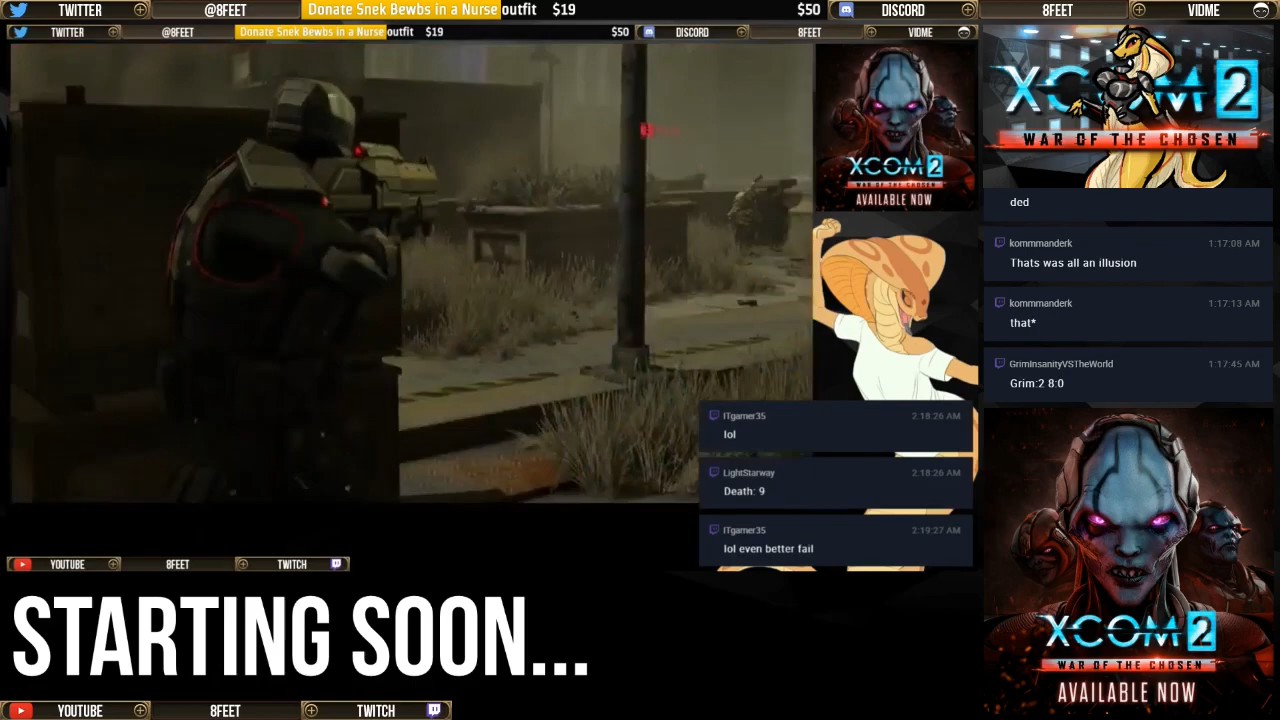 TWITTER
@8FEET
Donate Snek Bewbs in a Nurse outfit $19
$50
DISCORD
8FEET
VIDME
TWITTER
@8FEET
Donate Snek Bewbs in a Nurse outfit $19
$50
DISCORD
8FEET
VIDME
XCOM 2
WAR OF THE CHOSEN
AVAILABLE NOW
XCOM 2
WAR OF THE CHOSEN
ded
kommmanderk 1:17:08 AM
Thats was all an illusion
kommmanderk 1:17:13 AM
that*
GrimInsanityVSTheWorld 1:17:45 AM
Grim:2 8:0
ITgamer35 2:18:26 AM
lol
LightStarway 2:18:26 AM
Death: 9
ITgamer35 2:19:27 AM
lol even better fail
YOUTUBE
8FEET
TWITCH
STARTING SOON...
XCOM 2
WAR OF THE CHOSEN
AVAILABLE NOW
YOUTUBE
8FEET
TWITCH